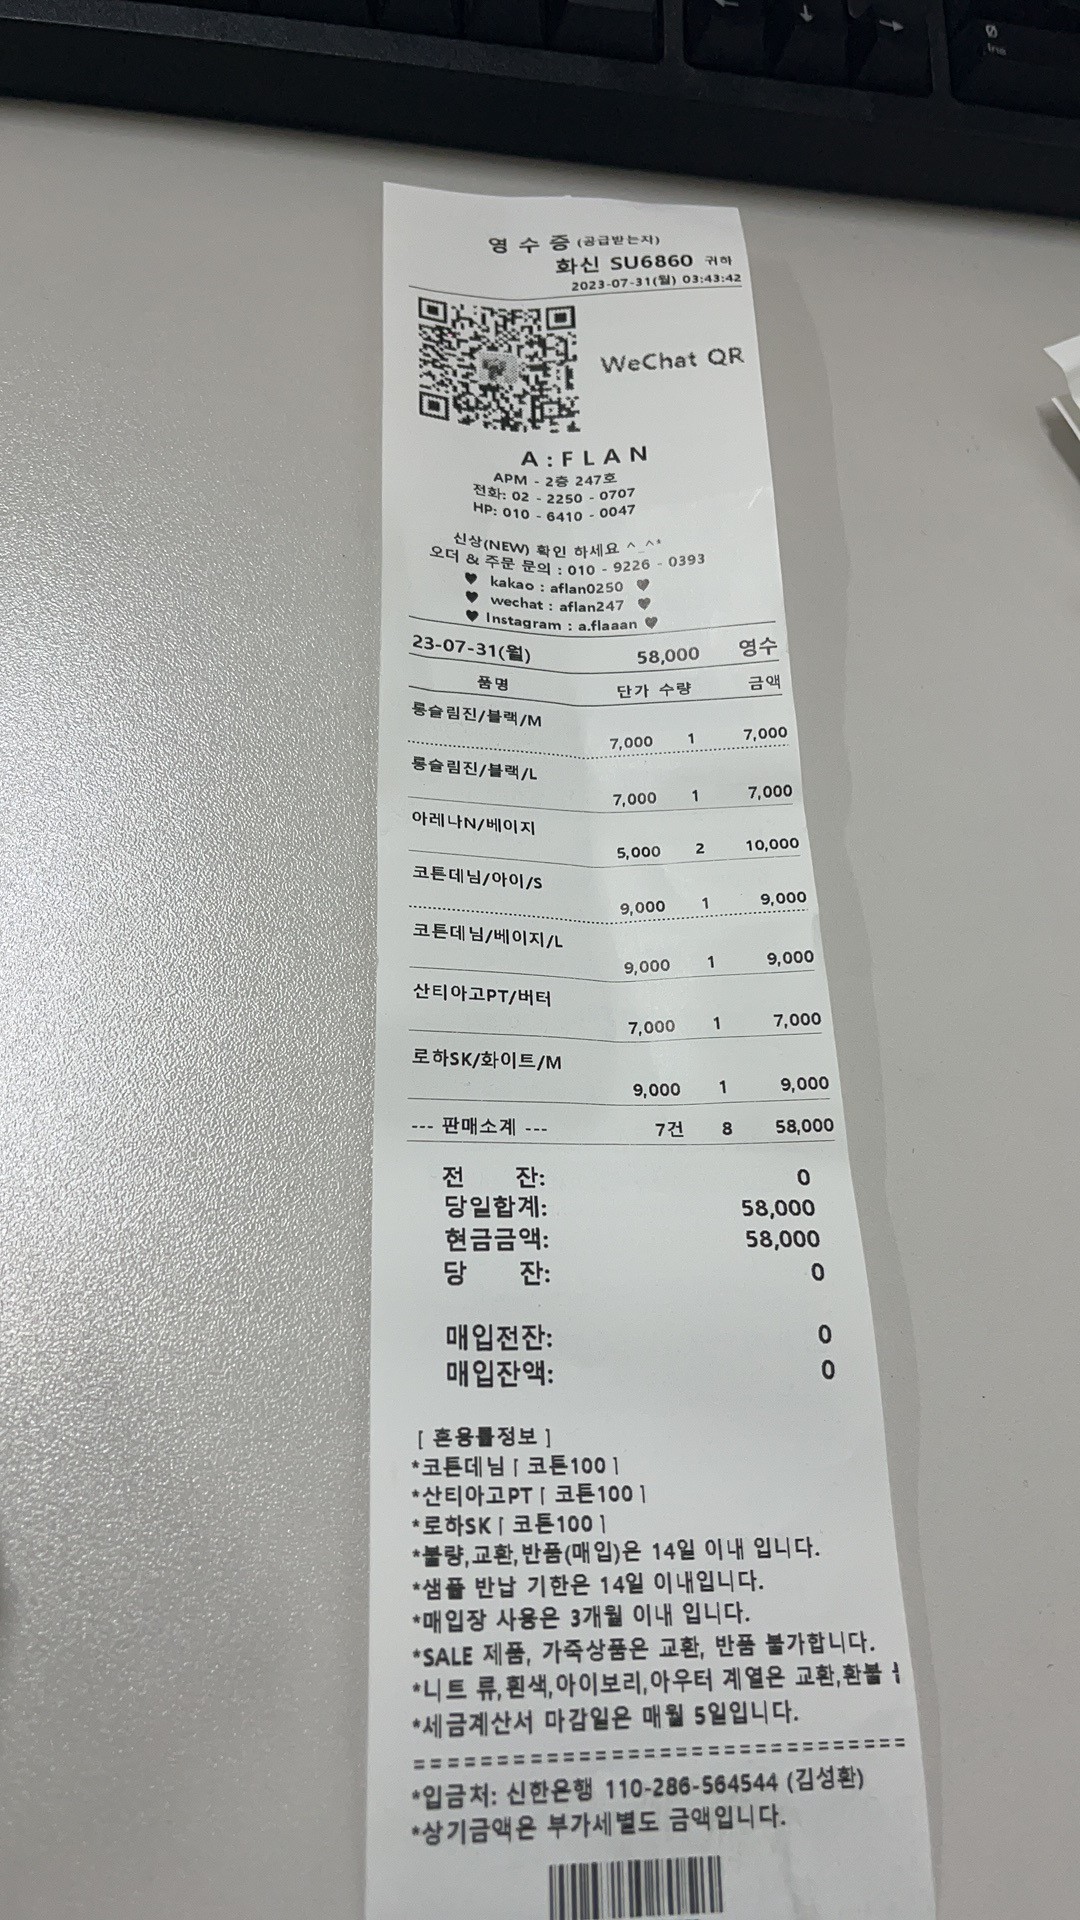 ←
↓
→
0
Ins
영 수 증 (공급받는자)
화신 SU6860 귀하
2023-07-31(월) 03:43:42
WeChat QR
A:FLAN
APM - 2층 247호
전화: 02 - 2250 - 0707
HP: 010 - 6410 - 0047
신상(NEW) 확인 하세요 ^_^*
오더 & 주문 문의 : 010 - 9226 - 0393
♥ kakao : aflan0250 ♥
♥ wechat : aflan247 ♥
♥ Instagram : a.flaaan ♥
23-07-31(월) 58,000 영수
품명 단가 수량 금액
롱슬림진/블랙/M
7,000 1 7,000
롱슬림진/블랙/L
7,000 1 7,000
아레나N/베이지
5,000 2 10,000
코튼데님/아이/S
9,000 1 9,000
코튼데님/베이지/L
9,000 1 9,000
산티아고PT/버터
7,000 1 7,000
로하SK/화이트/M
9,000 1 9,000
--- 판매소계 --- 7건 8 58,000
전 잔: 0
당일합계: 58,000
현금금액: 58,000
당 잔: 0
매입전잔: 0
매입잔액: 0
[ 혼용률정보 ]
*코튼데님 [ 코튼100 ]
*산티아고PT [ 코튼100 ]
*로하SK [ 코튼100 ]
*불량,교환,반품(매입)은 14일 이내 입니다.
*샘플 반납 기한은 14일 이내입니다.
*매입장 사용은 3개월 이내 입니다.
*SALE 제품, 가죽상품은 교환, 반품 불가합니다.
*니트 류,흰색,아이보리,아우터 계열은 교환,환불
*세금계산서 마감일은 매월 5일입니다.
==============================
*입금처: 신한은행 110-286-564544 (김성환)
*상기금액은 부가세별도 금액입니다.